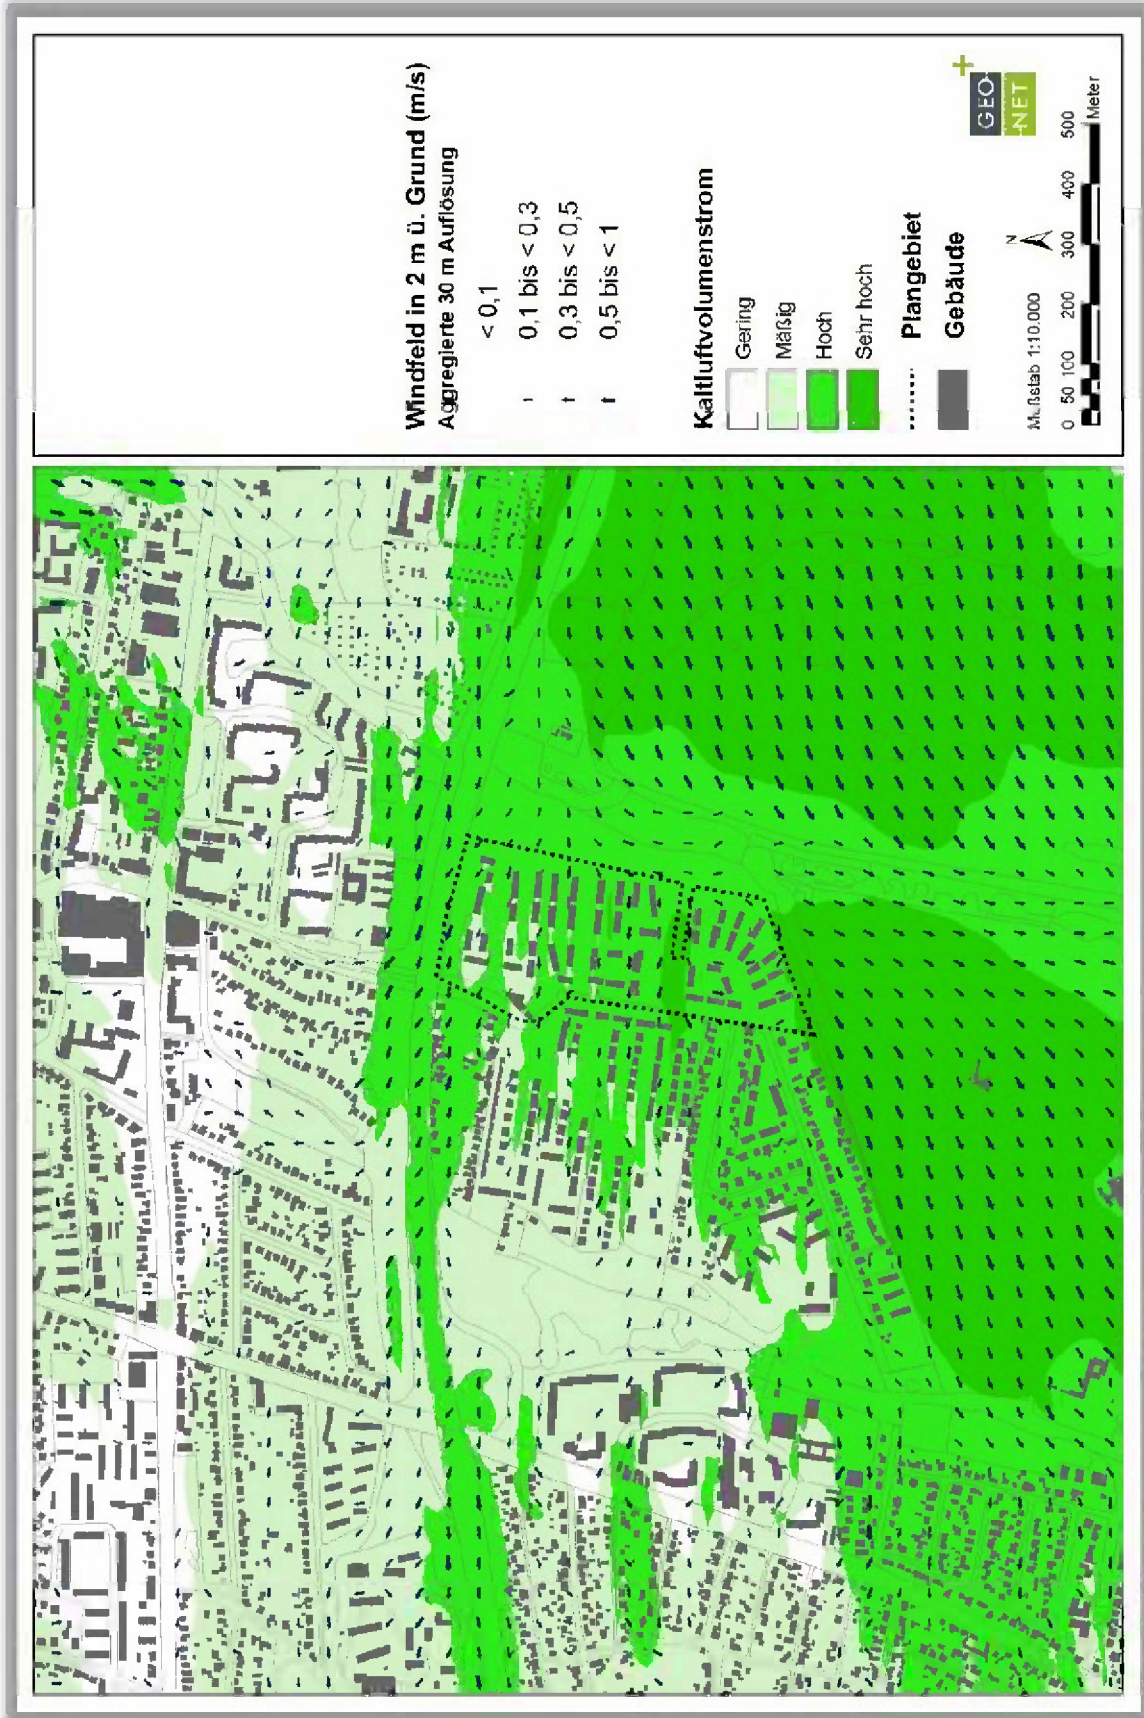 Windfeld in 2 m ü. Grund (m/s)
Aggregierte 30 m Auflösung
< 0,1
0,1 bis < 0,3
0,3 bis < 0,5
0,5 bis < 1
Kaltluftvolumenstrom
Gering
Mäßig
Hoch
Sehr hoch
Plangebiet
Gebäude
Maßstab 1:10.000
N
0 50 100 200 300 400 500
Meter
GEO-
NET